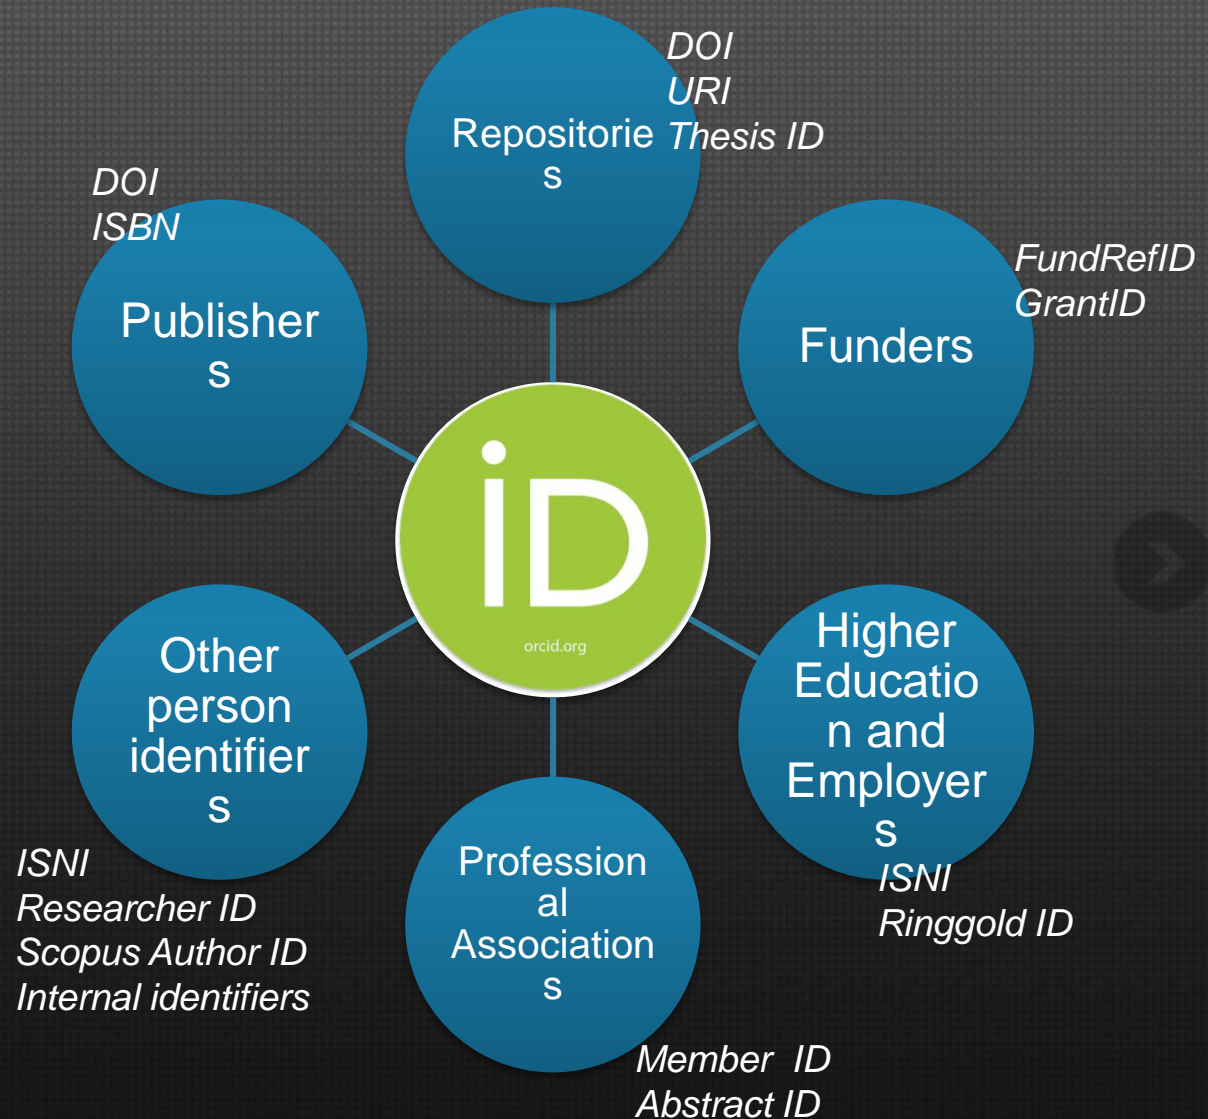 DOI
URI
Thesis ID
Repositorie
s
DOI
ISBN
Publisher
s
FundRefID
GrantID
Funders
iD
orcid.org
Other
person
identifier
s
ISNI
Researcher ID
Scopus Author ID
Internal identifiers
Higher
Educatio
n and
Employer
s
ISNI
Ringgold ID
Profession
al
Association
s
Member  ID
Abstract ID